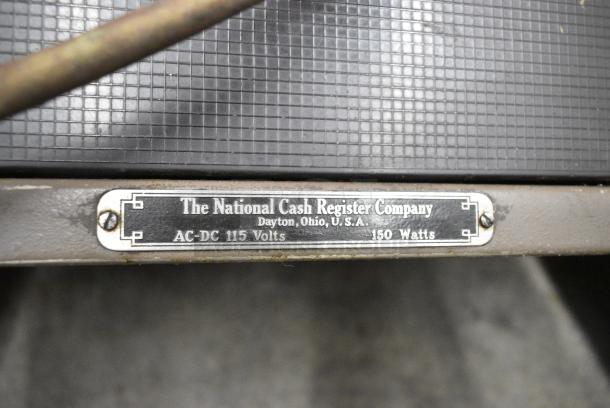 The National Cash Register Company
Dayton, Ohio, U.S.A.
AC-DC 115 Volts 150 Watts